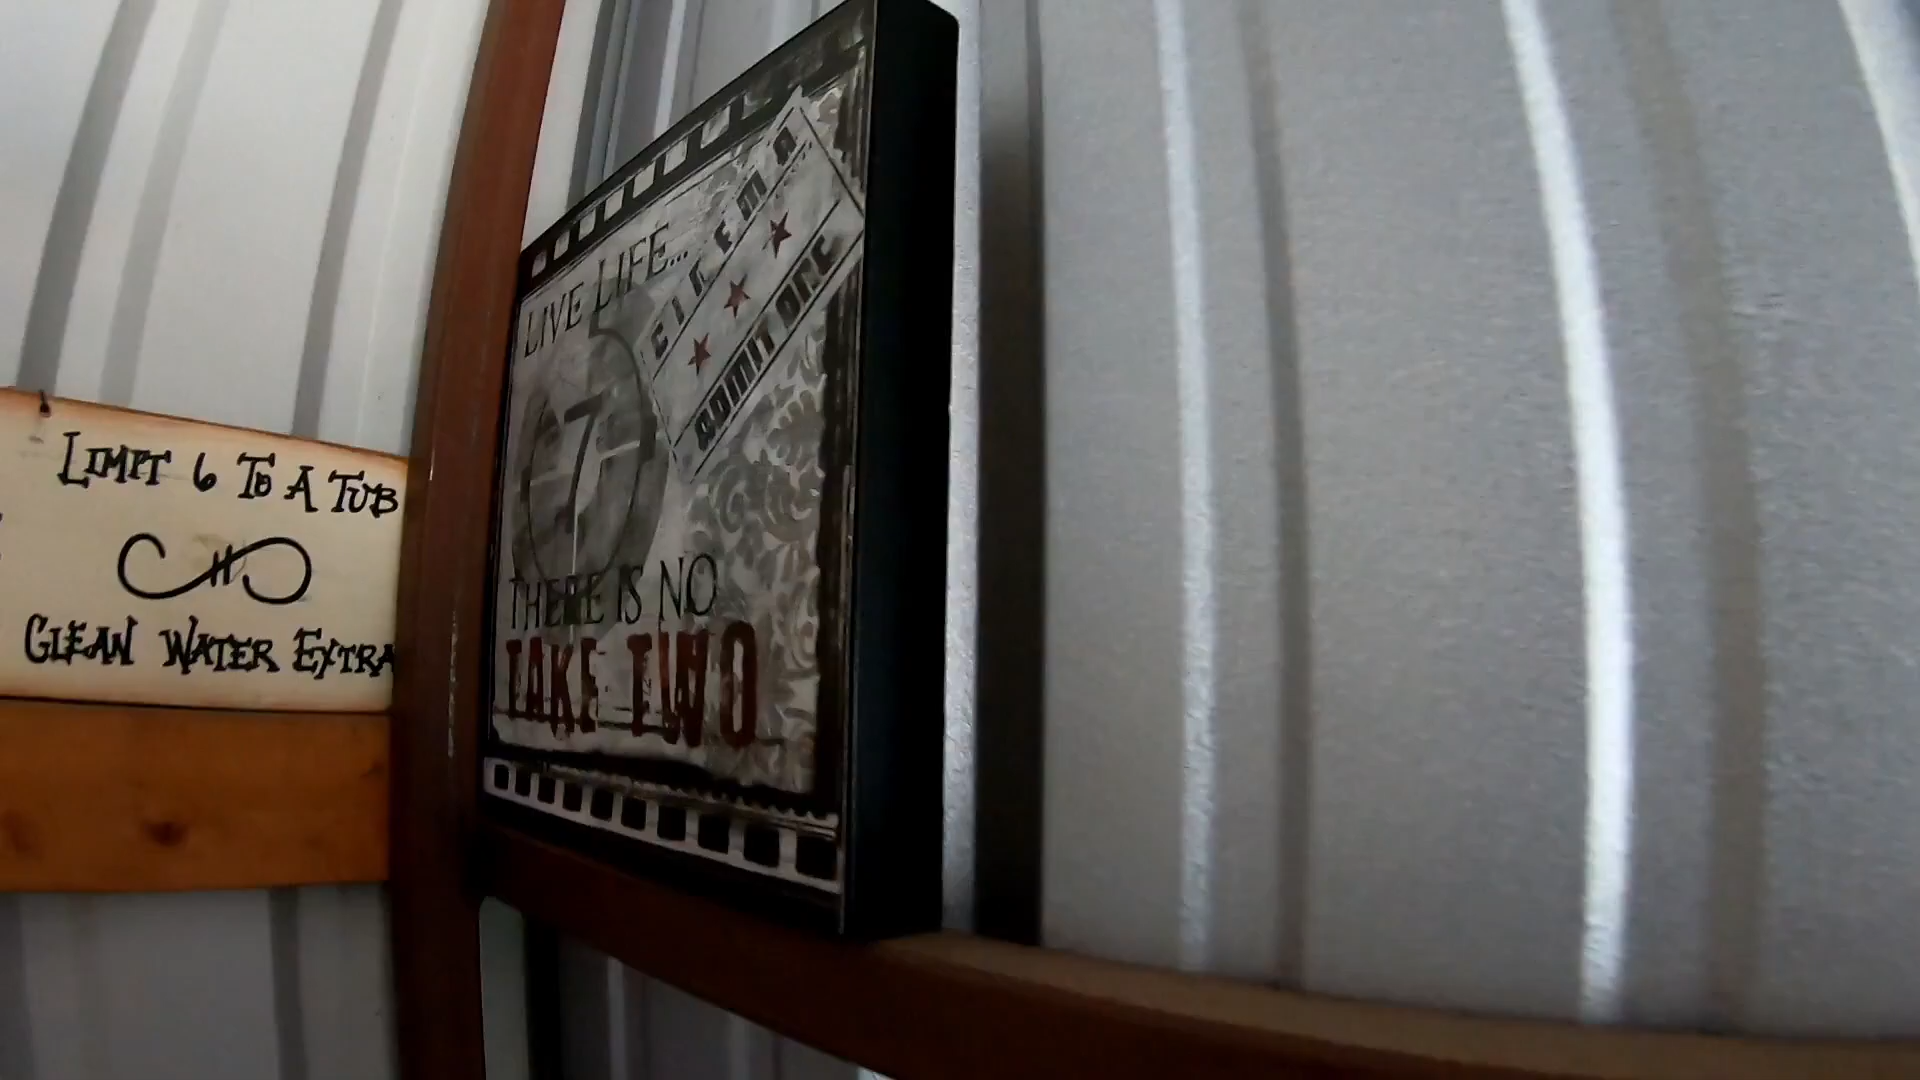 LIMIT 6 TO A TUB
CLEAN WATER EXTRA
LIVE LIFE...
CINEMA
ADMIT ONE
7
THERE IS NO
TAKE TWO